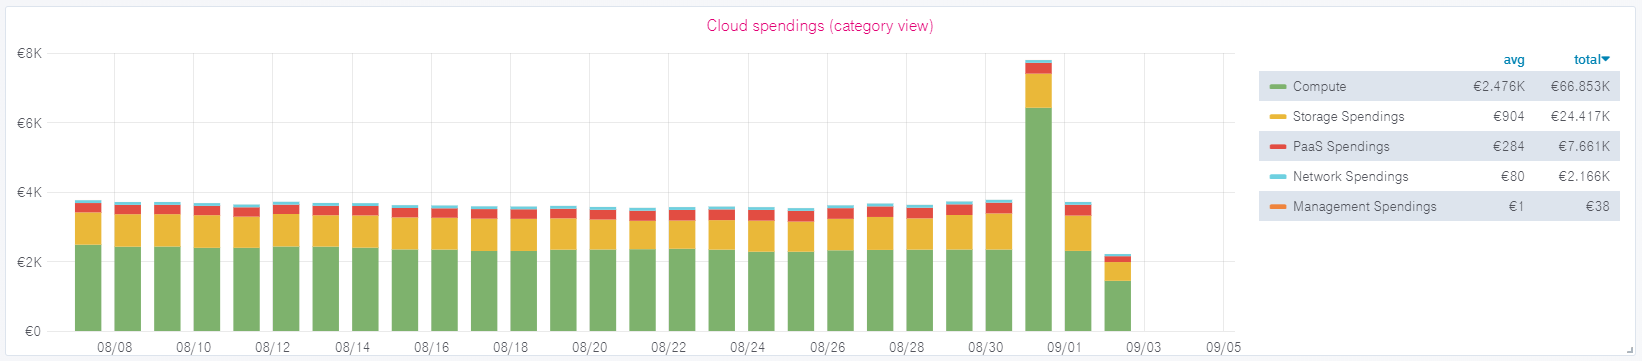 Cloud spendings (category view)
€8K
€6K
€4K
€2K
€0
08/08 08/10 08/12 08/14 08/16 08/18 08/20 08/22 08/24 08/26 08/28 08/30 09/01 09/03 09/05
avg total
Compute €2.476K €66.853K
Storage Spendings €904 €24.417K
PaaS Spendings €284 €7.661K
Network Spendings €80 €2.166K
Management Spendings €1 €38